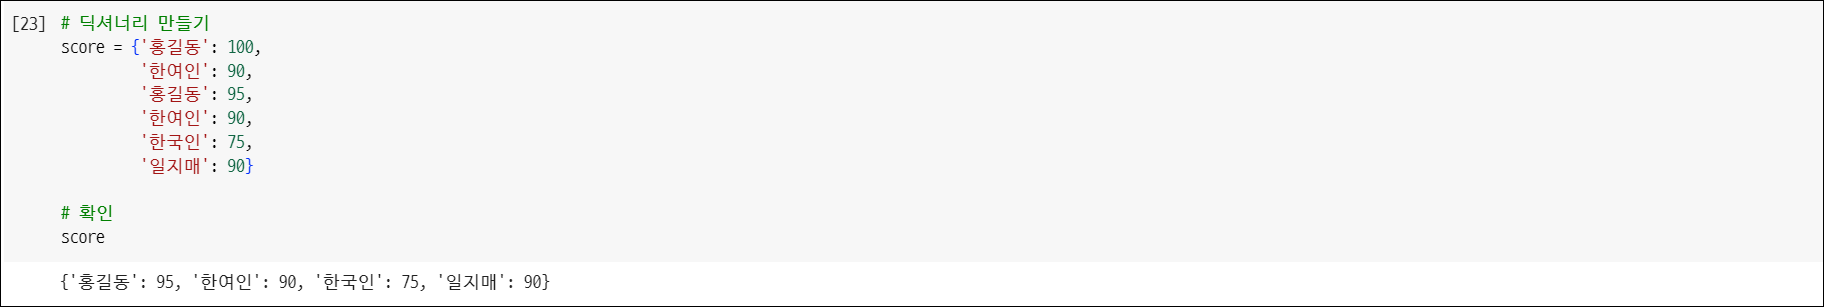 [23] # 딕셔너리 만들기
score = {'홍길동': 100,
'한여인': 90,
'홍길동': 95,
'한여인': 90,
'한국인': 75,
'일지매': 90}
# 확인
score
{'홍길동': 95, '한여인': 90, '한국인': 75, '일지매': 90}